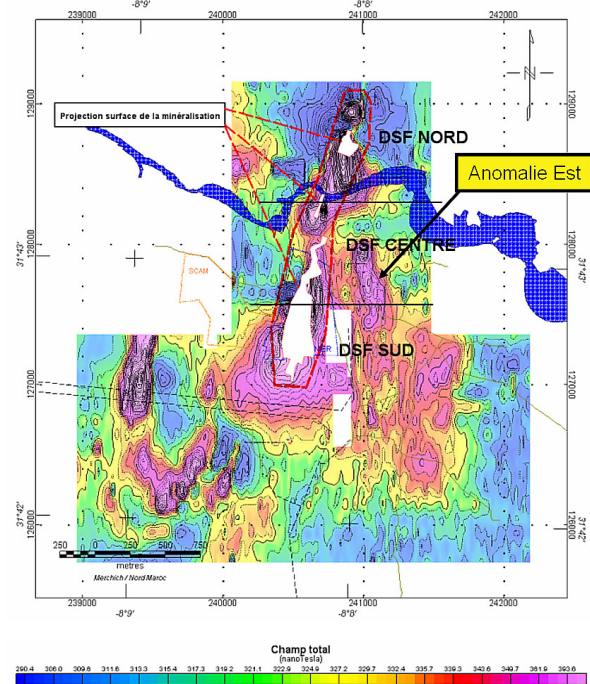 -8°9' 240000 241000 -8°8' 242000
129000 129000
Projection surface de la minéralisation
DSF NORD
Anomalie Est
128000 128000
DSF CENTRE
31°43' 31°43'
SCAM
DSF SUD
127000 127000
31°42' 31°42'
126000 126000
250 0 250 500 750
metres
Merchich / Nord Maroc
239000 240000 241000 242000
-8°9' -8°8'
Champ total
(nanoTesla)
290.4 306.0 309.6 311.6 313.5 315.4 317.3 319.2 321.1 322.9 324.9 327.2 329.7 332.4 335.7 339.3 343.6 349.7 361.9 393.6